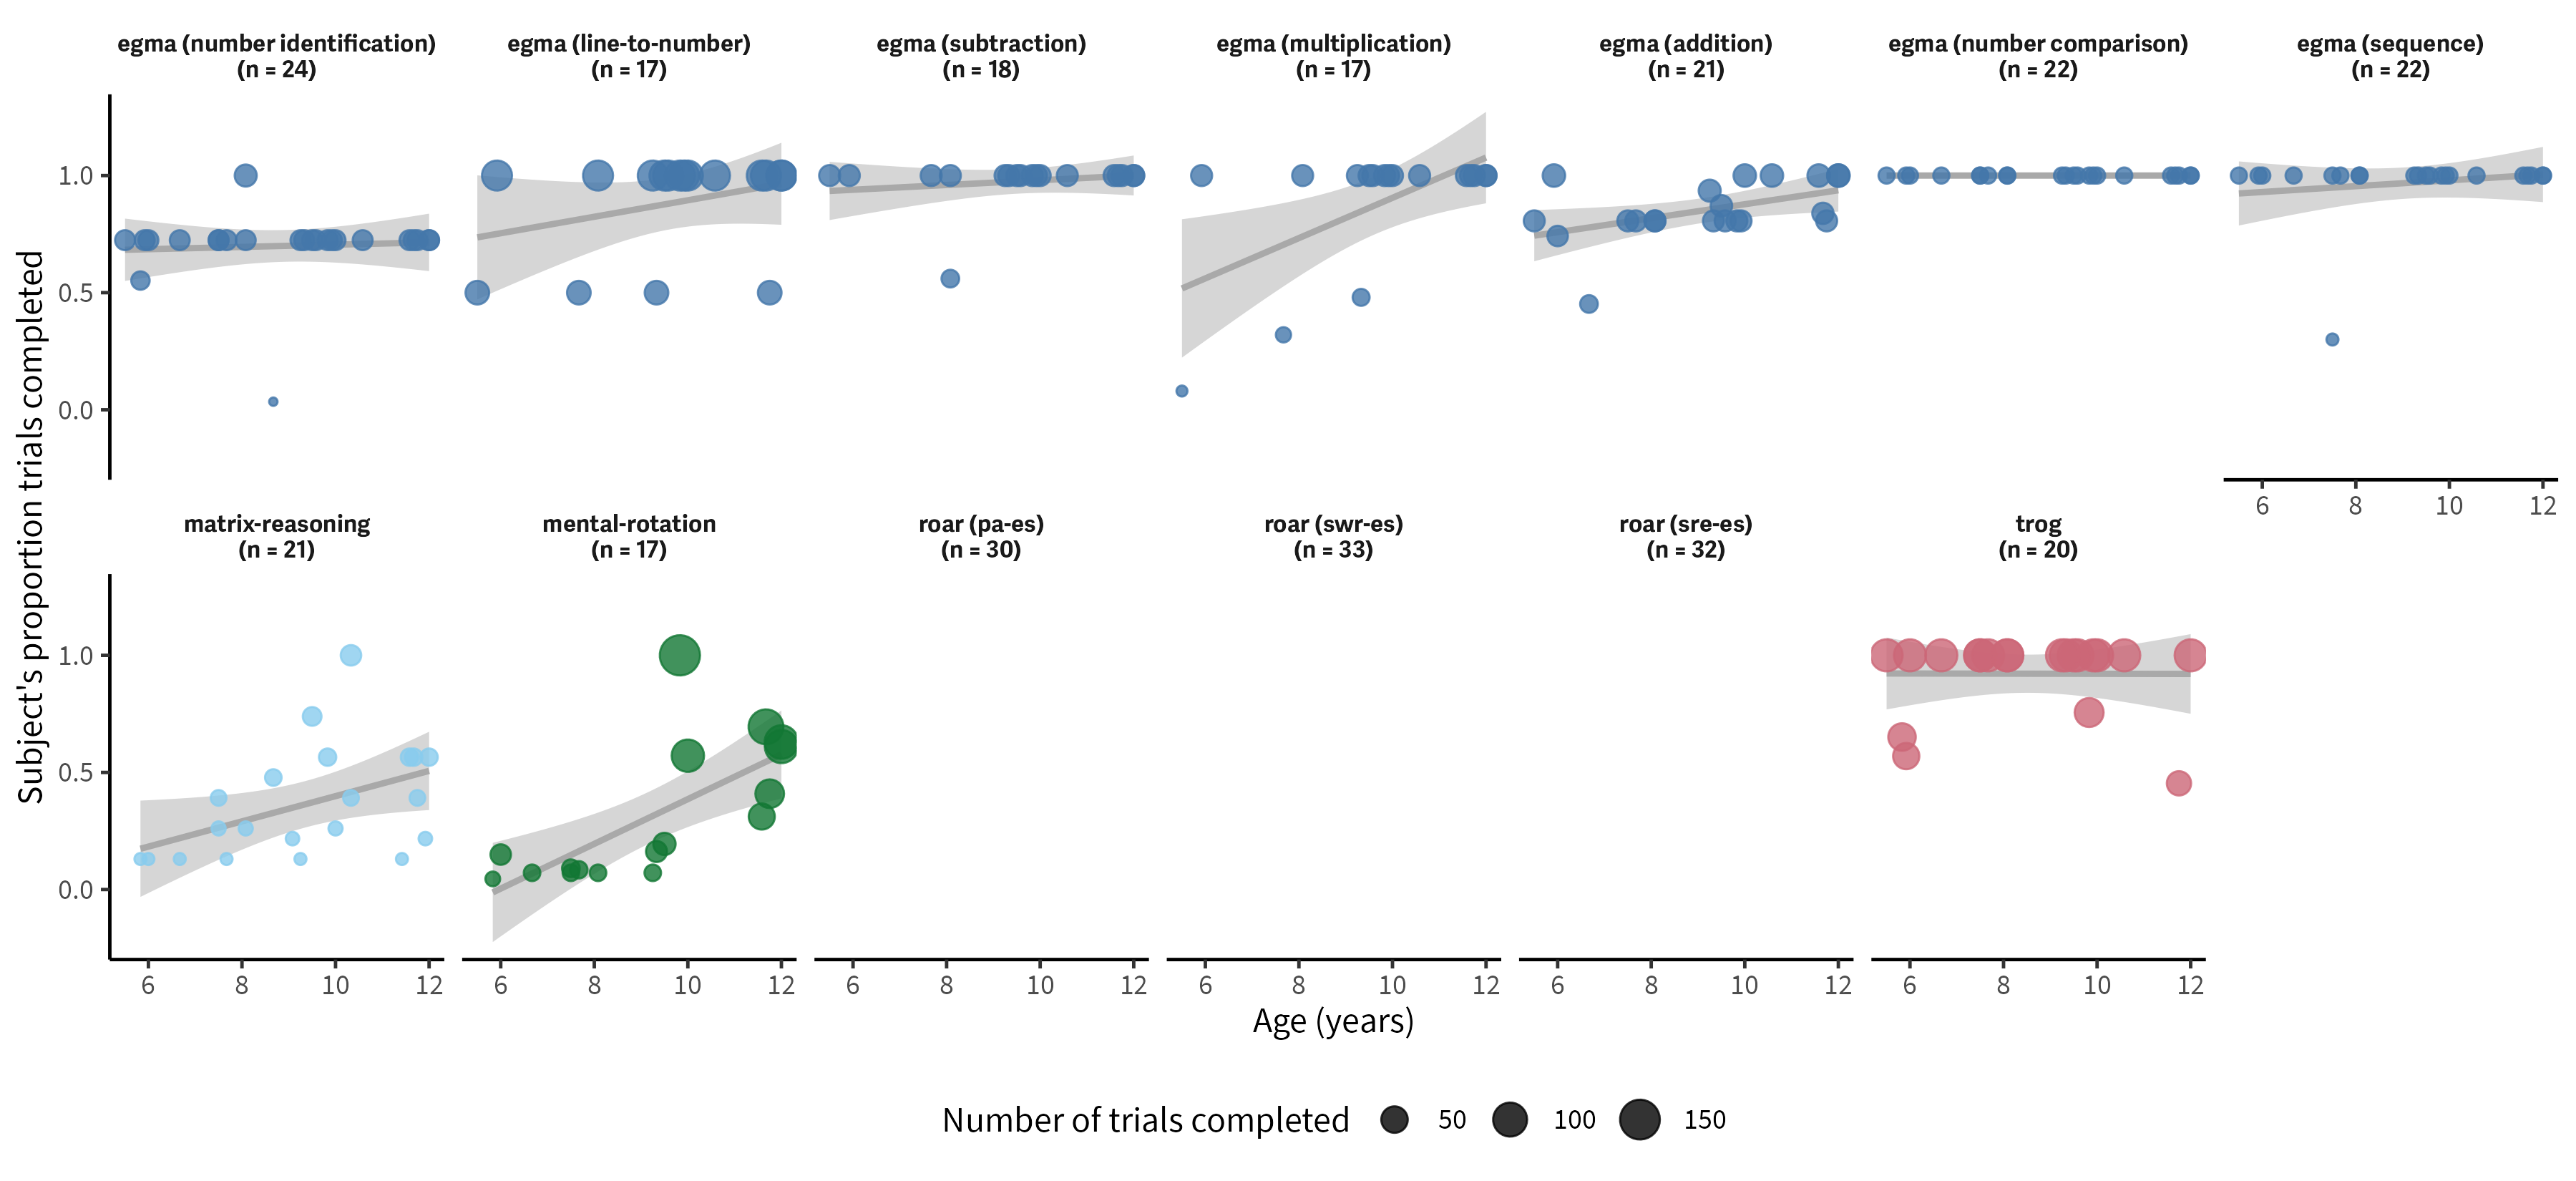 egma (number identification)
(n = 24)
egma (line-to-number)
(n = 17)
egma (subtraction)
(n = 18)
egma (multiplication)
(n = 17)
egma (addition)
(n = 21)
egma (number comparison)
(n = 22)
egma (sequence)
(n = 22)
1.0
0.5
0.0
6 8 10 12
Subject's proportion trials completed
matrix-reasoning
(n = 21)
mental-rotation
(n = 17)
roar (pa-es)
(n = 30)
roar (swr-es)
(n = 33)
roar (sre-es)
(n = 32)
trog
(n = 20)
1.0
0.5
0.0
6 8 10 12
6 8 10 12
6 8 10 12
6 8 10 12
6 8 10 12
6 8 10 12
Age (years)
Number of trials completed 50 100 150